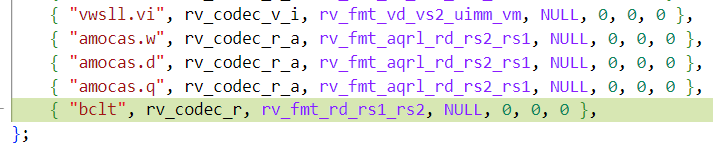 { "vwsll.vi", rv_codec_v_i, rv_fmt_vd_vs2_uimm_vm, NULL, 0, 0, 0 },
{ "amocas.w", rv_codec_r_a, rv_fmt_aqrl_rd_rs2_rs1, NULL, 0, 0, 0 },
{ "amocas.d", rv_codec_r_a, rv_fmt_aqrl_rd_rs2_rs1, NULL, 0, 0, 0 },
{ "amocas.q", rv_codec_r_a, rv_fmt_aqrl_rd_rs2_rs1, NULL, 0, 0, 0 },
{ "bclt", rv_codec_r, rv_fmt_rd_rs1_rs2, NULL, 0, 0, 0 },
};